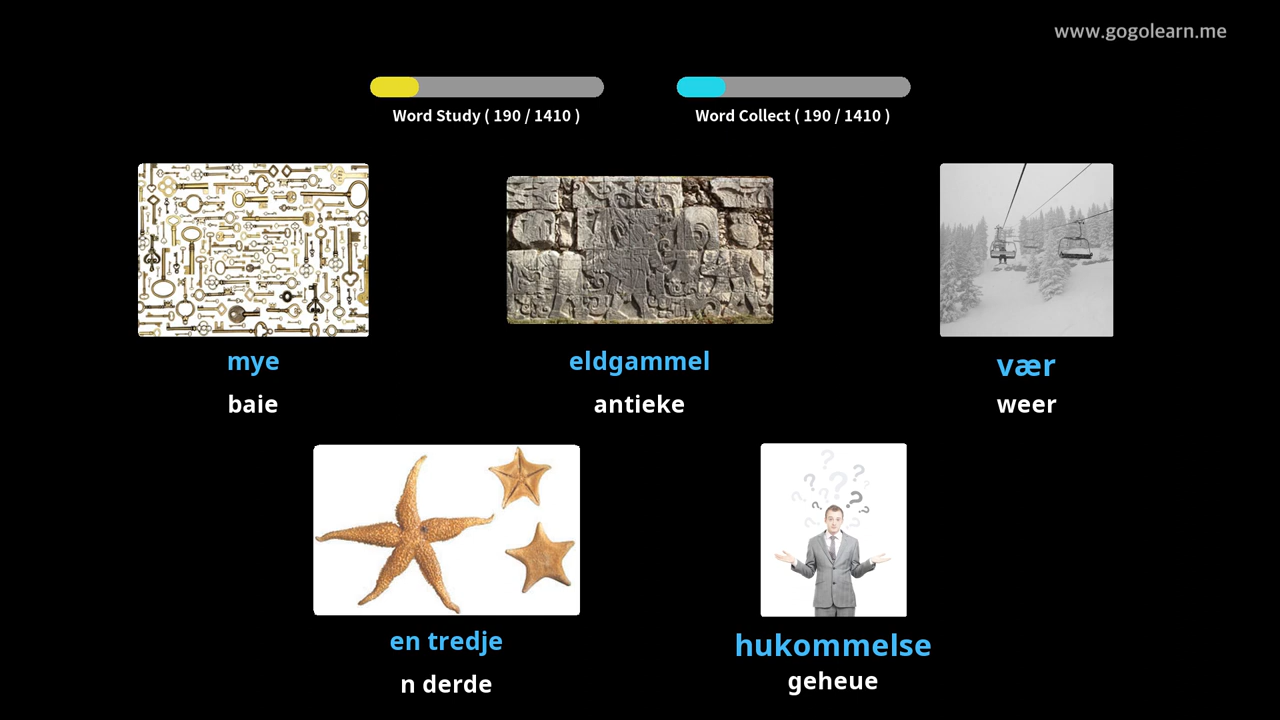 www.gogolearn.me
Word Study ( 190 / 1410 )
Word Collect ( 190 / 1410 )
mye
baie
eldgammel
antieke
vær
weer
en tredje
n derde
hukommelse
geheue